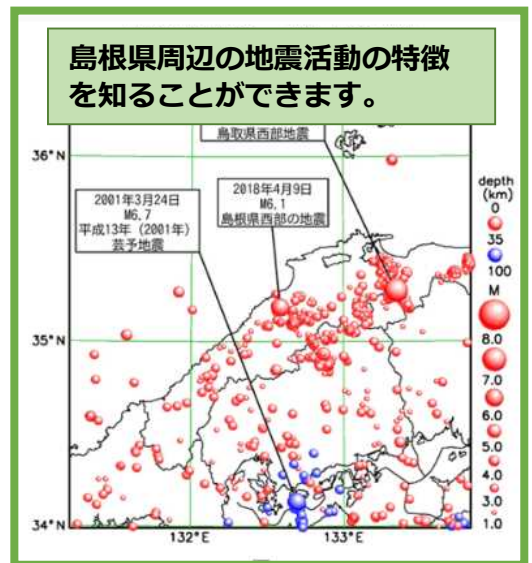 島根県周辺の地震活動の特徴
を知ることができます。
鳥取県西部地震
36°N
2001年3月24日
M6.7
平成13年（2001年）
芸予地震
2018年4月9日
M6.1
島根県西部の地震
depth
(km)
0
35
100
M
8.0
7.0
6.0
5.0
4.0
3.0
1.0
35°N
34°N
132°E
133°E